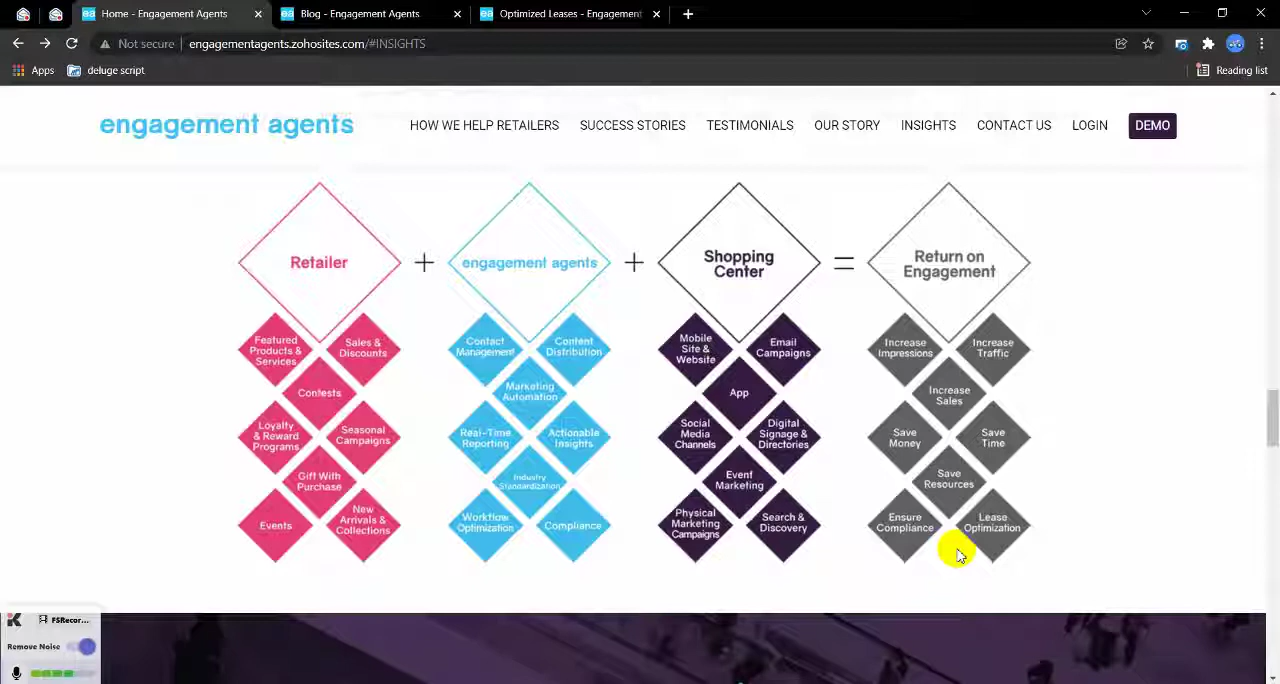 Home - Engagement Agents
Blog - Engagement Agents
Optimized Leases - Engagement
Not secure
engagementagents.zohosites.com/#INSIGHTS
Apps
deluge script
Reading list
engagement agents
HOW WE HELP RETAILERS
SUCCESS STORIES
TESTIMONIALS
OUR STORY
INSIGHTS
CONTACT US
LOGIN
DEMO
Retailer
+
engagement agents
+
Shopping
Center
=
Return on
Engagement
Featured
Products &
Services
Sales &
Discounts
Contests
Loyalty
& Reward
Programs
Seasonal
Campaigns
Gift With
Purchase
Events
New
Arrivals &
Collections
Contact
Management
Content
Distribution
Marketing
Automation
Real-Time
Reporting
Actionable
Insights
Industry
Standardization
Workflow
Optimization
Compliance
Mobile
Site &
Website
Email
Campaigns
App
Social
Media
Channels
Digital
Signage &
Directories
Event
Marketing
Physical
Marketing
Campaigns
Search &
Discovery
Increase
Impressions
Increase
Traffic
Increase
Sales
Save
Money
Save
Time
Save
Resources
Ensure
Compliance
Lease
Optimization
FSRecor...
Remove Noise